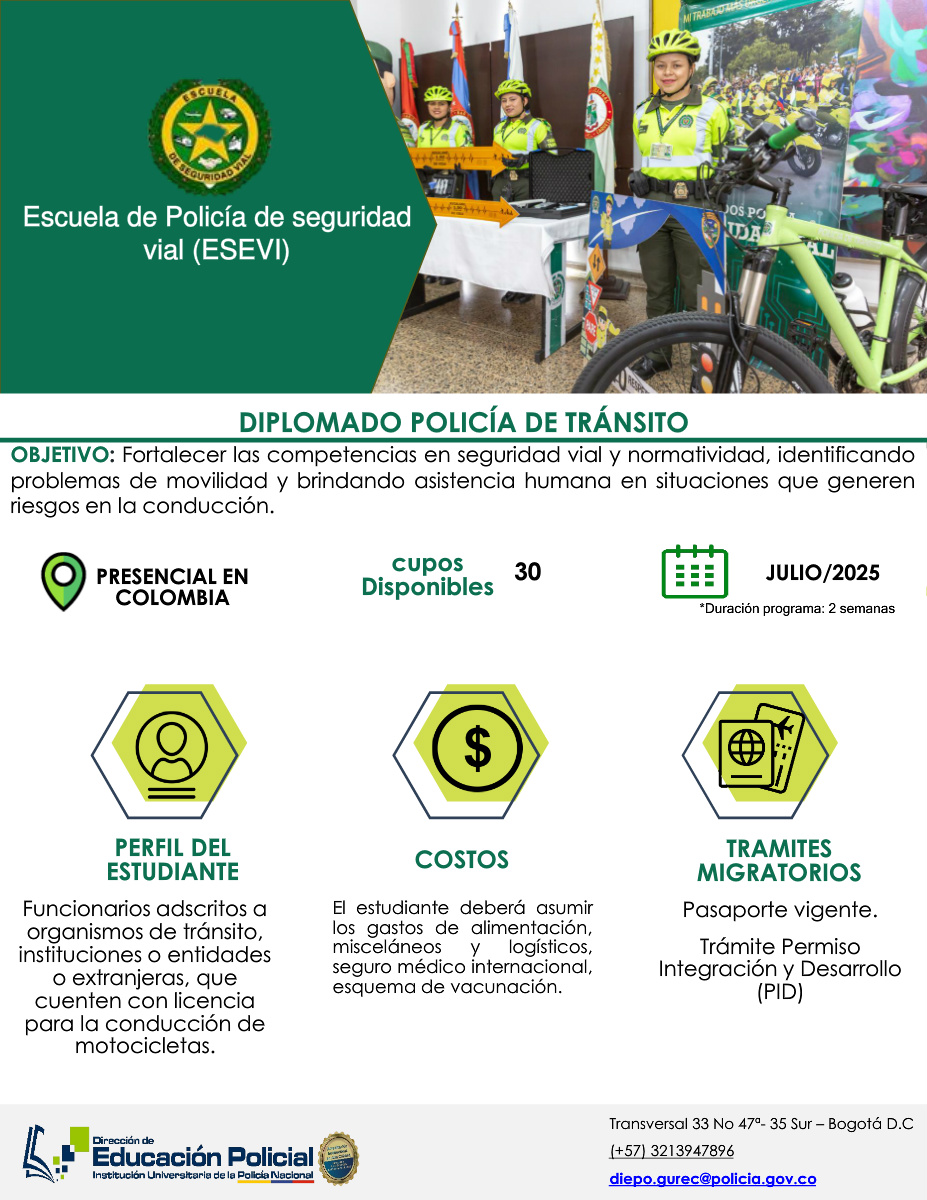 MI TRABAJO MÁS
ESCUELA
DE SEGURIDAD VIAL
Escuela de Policía de seguridad
vial (ESEVI)
DIPLOMADO POLICÍA DE TRÁNSITO
OBJETIVO: Fortalecer las competencias en seguridad vial y normatividad, identificando
problemas de movilidad y brindando asistencia humana en situaciones que generen
riesgos en la conducción.
PRESENCIAL EN
COLOMBIA
cupos
Disponibles
30
JULIO/2025
*Duración programa: 2 semanas
$
PERFIL DEL
ESTUDIANTE
Funcionarios adscritos a
organismos de tránsito,
instituciones o entidades
o extranjeras, que
cuenten con licencia
para la conducción de
motocicletas.
COSTOS
El estudiante deberá asumir
los gastos de alimentación,
misceláneos y logísticos,
seguro médico internacional,
esquema de vacunación.
TRAMITES
MIGRATORIOS
Pasaporte vigente.
Trámite Permiso
Integración y Desarrollo
(PID)
Dirección de
Educación Policial
Institución Universitaria de la Policía Nacional
Transversal 33 No 47ª- 35 Sur – Bogotá D.C
(+57) 3213947896
diepo.gurec@policia.gov.co